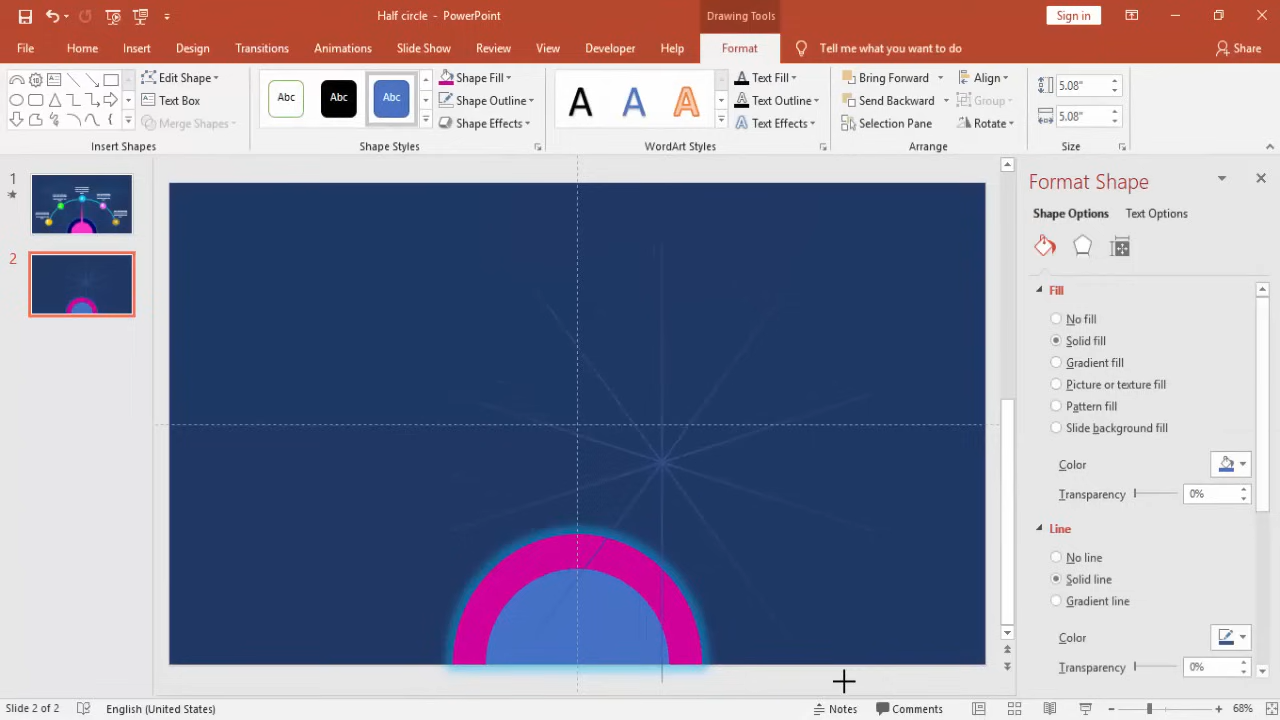 Half circle - PowerPoint
Drawing Tools
Sign in
File Home Insert Design Transitions Animations Slide Show Review View Developer Help Format Tell me what you want to do Share
Edit Shape
Text Box
Merge Shapes
Insert Shapes
Abc Abc Abc
Shape Fill
Shape Outline
Shape Effects
Shape Styles
A A A
Text Fill
Text Outline
Text Effects
WordArt Styles
Bring Forward
Send Backward
Selection Pane
Align
Group
Rotate
Arrange
5.08"
5.08"
Size
1
2
Format Shape
Shape Options Text Options
Fill
No fill
Solid fill
Gradient fill
Picture or texture fill
Pattern fill
Slide background fill
Color
Transparency 0%
Line
No line
Solid line
Gradient line
Color
Transparency 0%
Slide 2 of 2 English (United States) Notes Comments 68%